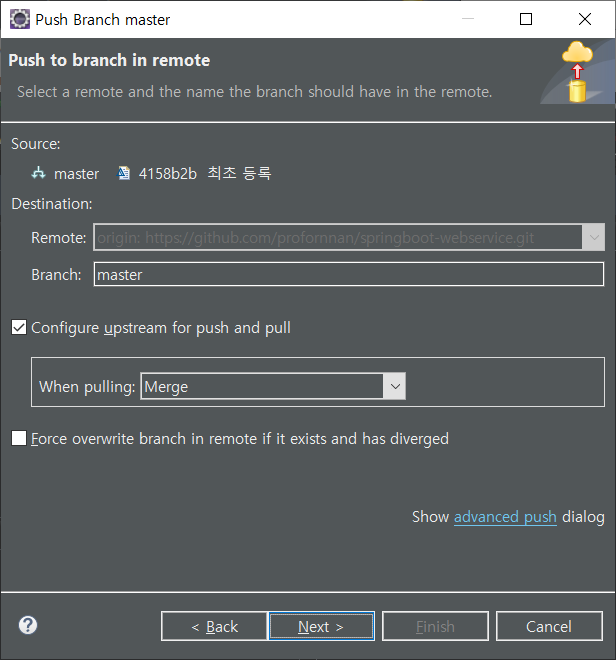 Push Branch master
Push to branch in remote
Select a remote and the name the branch should have in the remote.
Source:
master 4158b2b 최초 등록
Destination:
Remote: origin: https://github.com/profornnan/springboot-webservice.git
Branch: master
Configure upstream for push and pull
When pulling: Merge
Force overwrite branch in remote if it exists and has diverged
Show advanced push dialog
? < Back Next > Finish Cancel